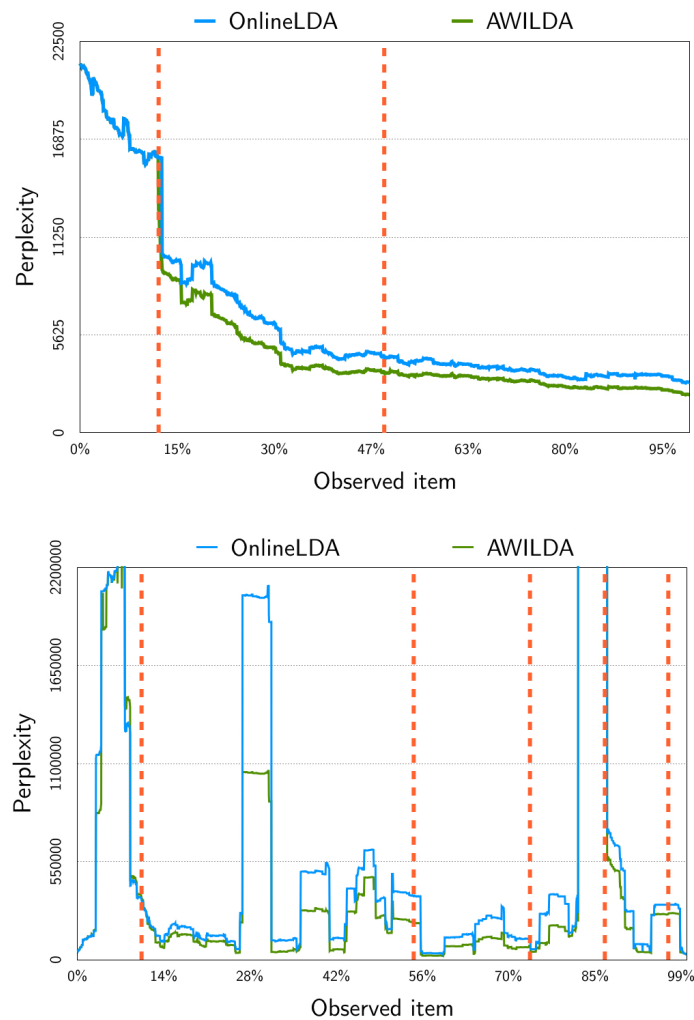 OnlineLDA AWILDA
22500
16875
11250
5625
0
Perplexity
0% 15% 30% 47% 63% 80% 95%
Observed item
OnlineLDA AWILDA
2200000
1650000
1100000
550000
0
Perplexity
0% 14% 28% 42% 56% 70% 85% 99%
Observed item